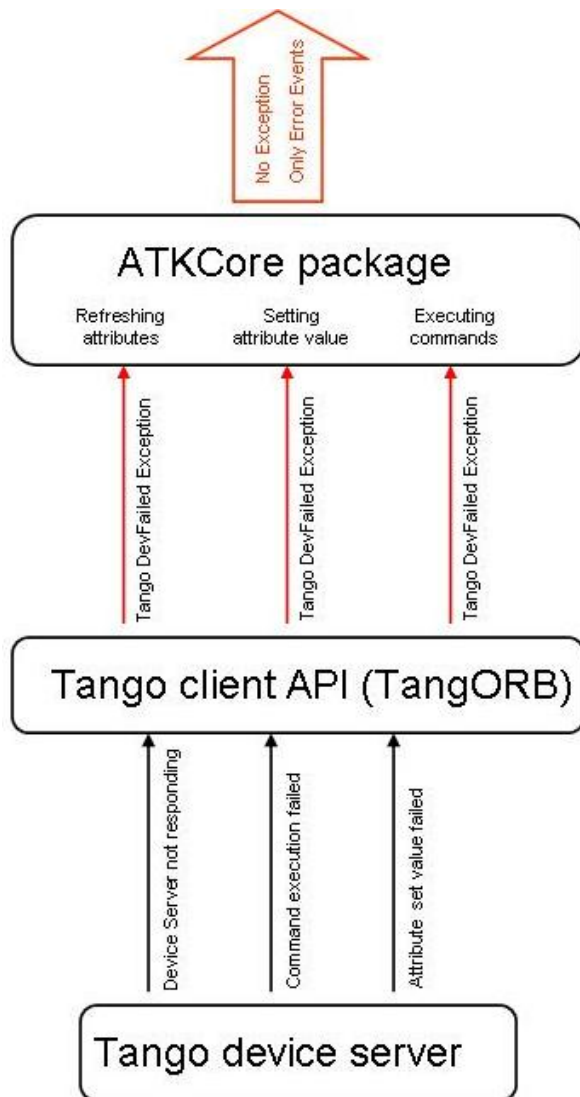 No Exception
Only Error Events
ATKCore package
Refreshing
attributes
Setting
attribute value
Executing
commands
Tango DevFailed Exception
Tango DevFailed Exception
Tango DevFailed Exception
Tango client API (TangORB)
Device Server not responding
Command execution failed
Attribute set value failed
Tango device server